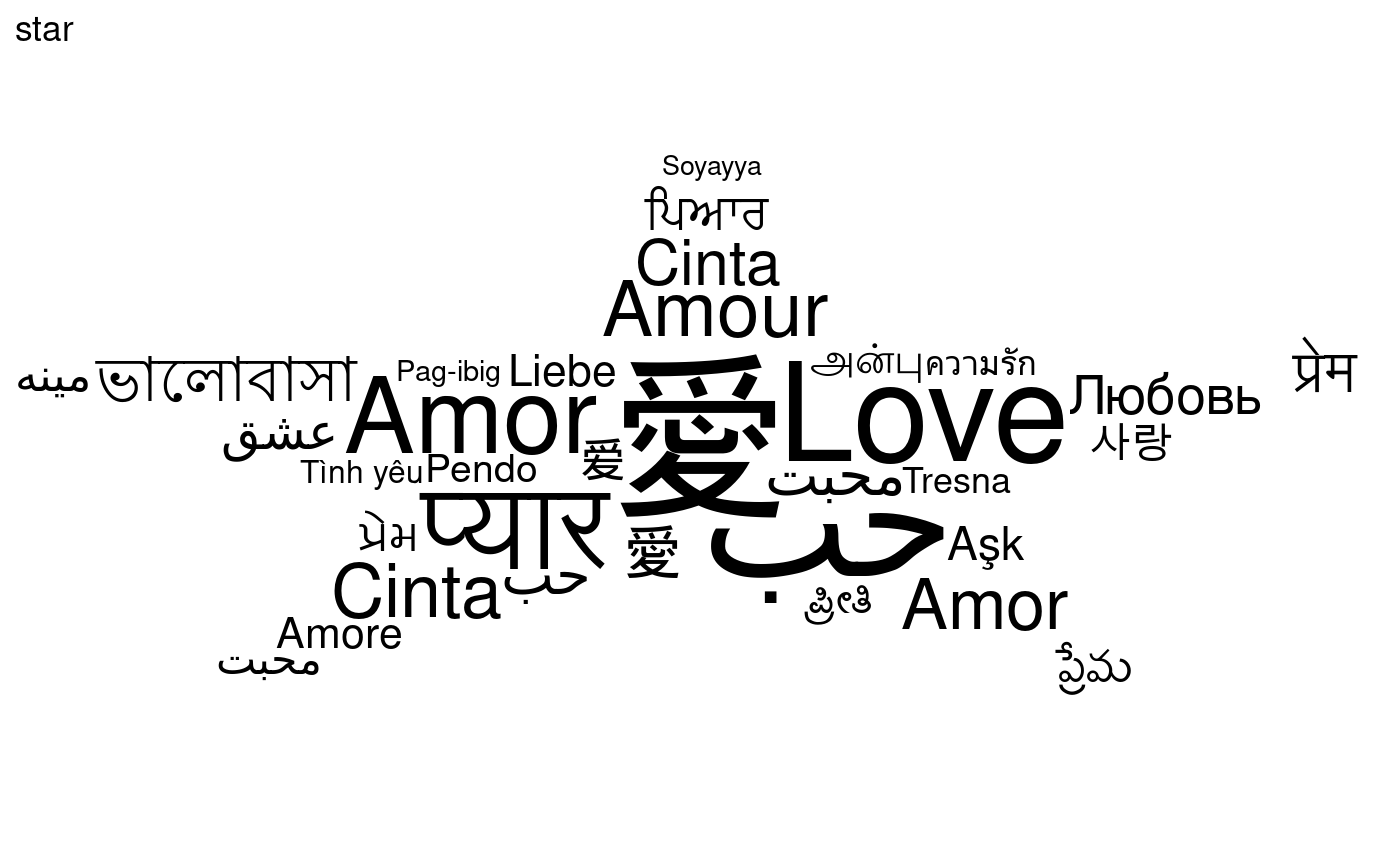 star
Soyayya
ਪਿਆਰ
Cinta
Amour
مينه
ভালোবাসা
Pag-ibig
Liebe
அன்பு
ความรัก
प्रेम
عشق
Amor
愛
Love
Любовь
사랑
Tình yêu
Pendo
爱
محبت
Tresna
પ્રેમ
प्यार
愛
حب
Aşk
Cinta
حب
ಪ್ರೀತಿ
Amor
Amore
محبت
ప్రేమ